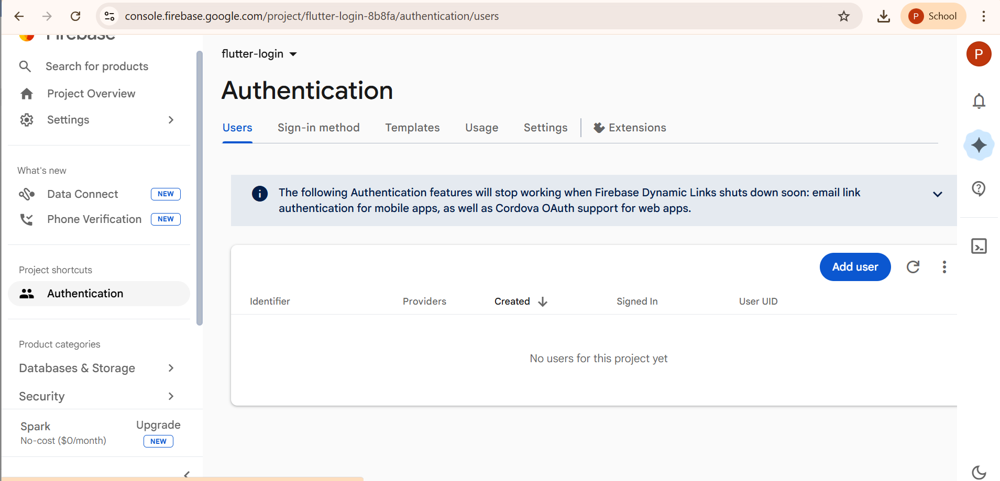 console.firebase.google.com/project/flutter-login-8b8fa/authentication/users
P School
Firebase
Search for products
Project Overview
Settings
What's new
Data Connect NEW
Phone Verification NEW
Project shortcuts
Authentication
Product categories
Databases & Storage
Security
Spark
No-cost ($0/month)
Upgrade
NEW
flutter-login
Authentication
Users Sign-in method Templates Usage Settings Extensions
The following Authentication features will stop working when Firebase Dynamic Links shuts down soon: email link
authentication for mobile apps, as well as Cordova OAuth support for web apps.
Add user
Identifier Providers Created Signed In User UID
No users for this project yet
P